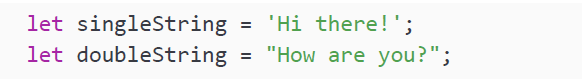 let singleString = 'Hi there!';
let doubleString = "How are you?";